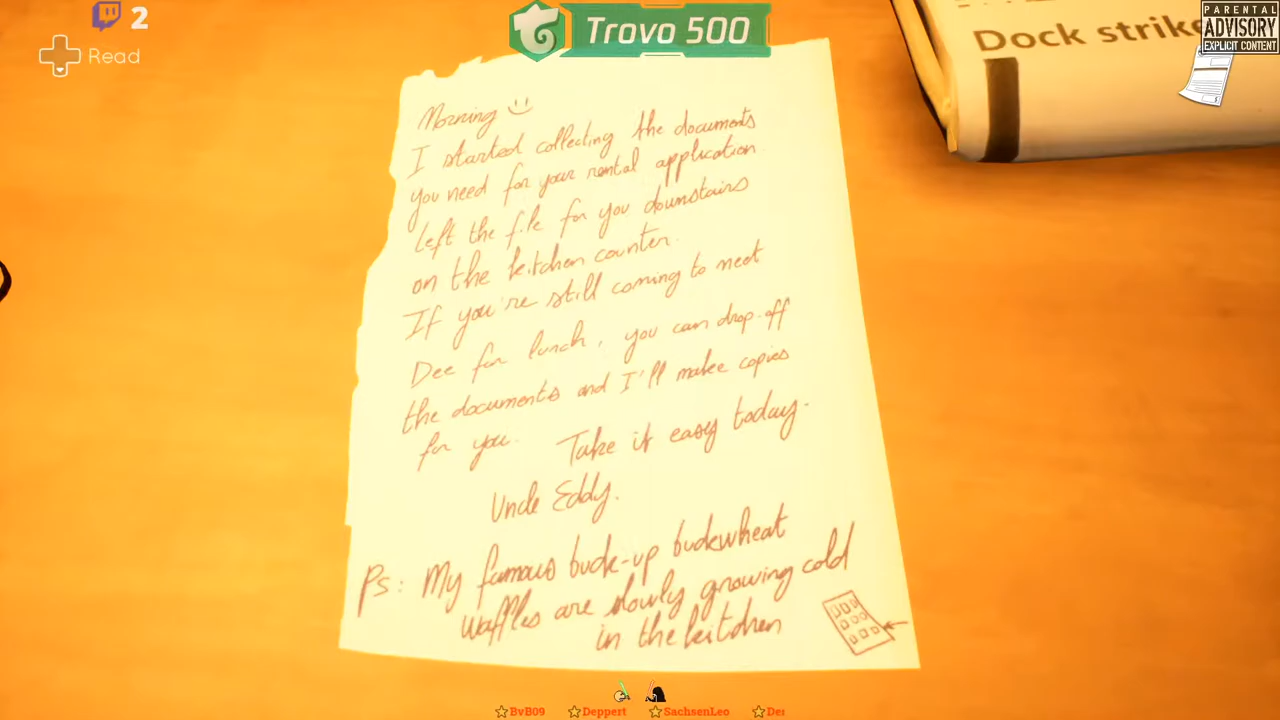 2
Read
Trovo 500
Dock strike
PARENTAL
ADVISORY
EXPLICIT CONTENT
Morning
I started collecting the documents
you need for your rental application
Left the file for you downstairs
on the kitchen counter.
If you're still coming to meet
Dee for lunch, you can drop-off
the documents and I'll make copies
for you. Take it easy today.
Uncle Eddy.
Ps: My famous buck-up buckwheat
waffles are slowly growing cold
in the kitchen
BvB09
Deppert
SachsenLeo
Der